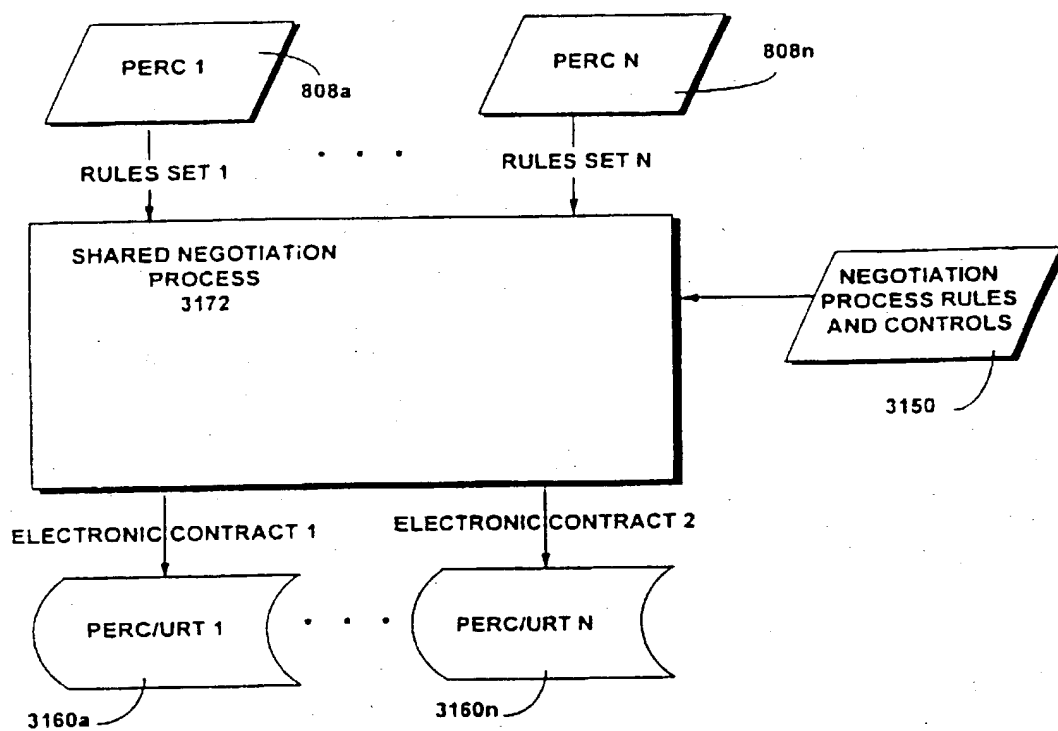 PERC 1
808a
PERC N
808n
RULES SET 1
RULES SET N
SHARED NEGOTIATION
PROCESS
3172
NEGOTIATION
PROCESS RULES
AND CONTROLS
3150
ELECTRONIC CONTRACT 1
ELECTRONIC CONTRACT 2
PERC/URT 1
PERC/URT N
3160a
3160n